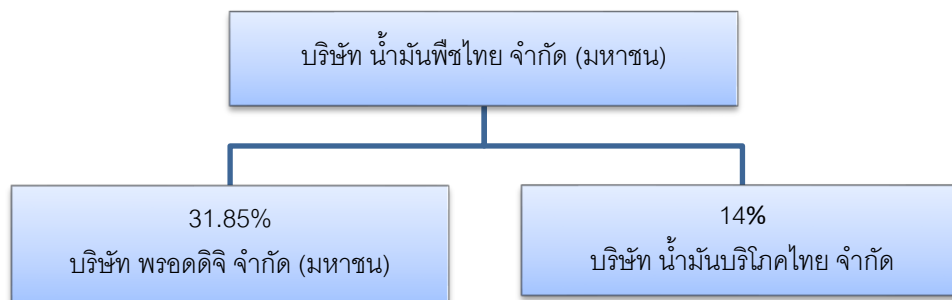 บริษัท น้ำมันพืชไทย จำกัด (มหาชน)
31.85%
บริษัท พรอดดิจิ จำกัด (มหาชน)
14%
บริษัท น้ำมันบริโภคไทย จำกัด